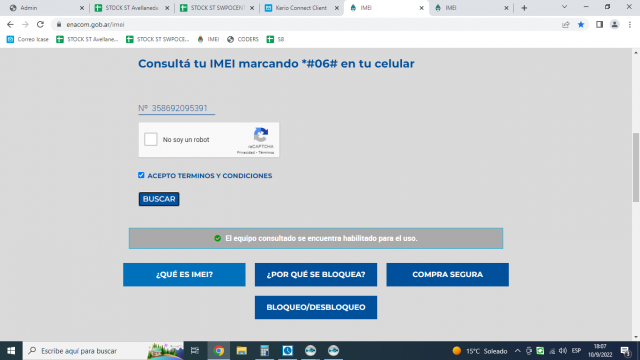 Admin
STOCK ST Avellaneda
STOCK ST SWPOCENT
Kerio Connect Client
IMEI
IMEI
enacom.gob.ar/imei
Correo Icase
STOCK ST Avellane...
STOCK ST SWPOCE...
IMEI
CODERS
SB
Consultá tu IMEI marcando *#06# en tu celular
Nº 358692095391
No soy un robot
reCAPTCHA
Privacidad - Términos
ACEPTO TERMINOS Y CONDICIONES
BUSCAR
El equipo consultado se encuentra habilitado para el uso.
¿QUÉ ES IMEI?
¿POR QUÉ SE BLOQUEA?
COMPRA SEGURA
BLOQUEO/DESBLOQUEO
Escribe aquí para buscar
15°C Soleado
ESP
18:07
10/9/2022